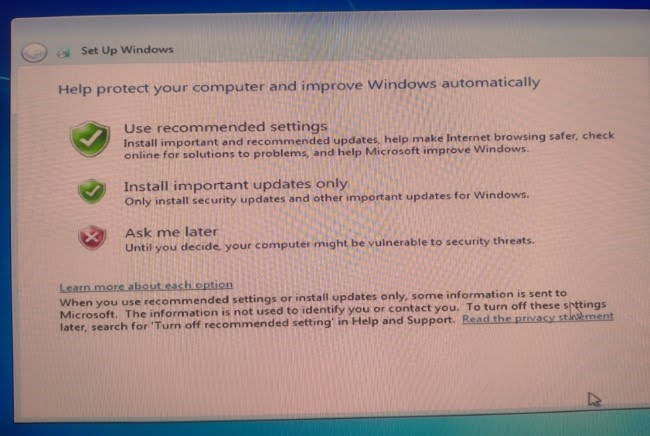 Set Up Windows
Help protect your computer and improve Windows automatically
Use recommended settings
Install important and recommended updates, help make Internet browsing safer, check
online for solutions to problems, and help Microsoft improve Windows.
Install important updates only
Only install security updates and other important updates for Windows.
Ask me later
Until you decide, your computer might be vulnerable to security threats.
Learn more about each option
When you use recommended settings or install updates only, some information is sent to
Microsoft. The information is not used to identify you or contact you. To turn off these settings
later, search for 'Turn off recommended setting' in Help and Support. Read the privacy statement